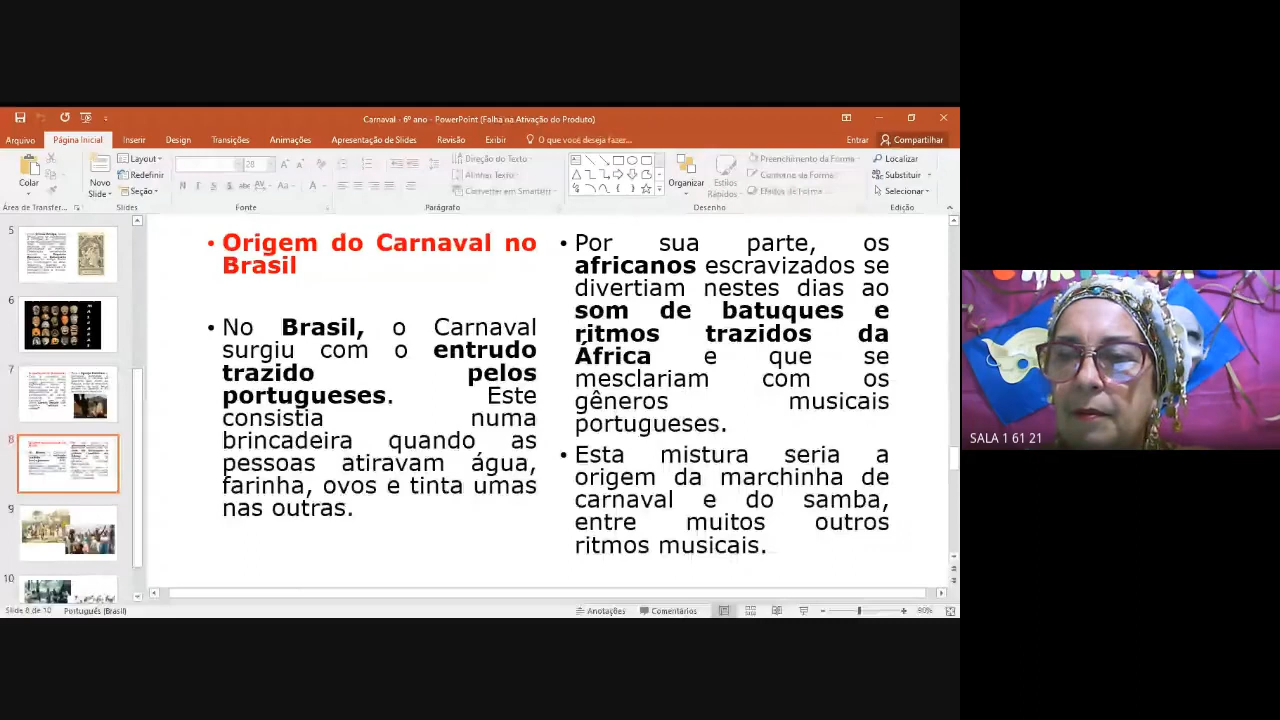 Carnaval - 6º ano - PowerPoint (Falha na Ativação do Produto)
Arquivo Página Inicial Inserir Design Transições Animações Apresentação de Slides Revisão Exibir O que você deseja fazer... Entrar Compartilhar
Colar
Novo Slide
Layout
Redefinir
Seção
28
N I S S abc AV Aa A
Direção do Texto
Alinhar Texto
Converter em SmartArt
Organizar
Estilos Rápidos
Preenchimento da Forma
Contorno da Forma
Efeitos de Forma
Localizar
Substituir
Selecionar
Área de Transfer... Slides Fonte Parágrafo Desenho Edição
5
6
7
8
9
10
• Origem do Carnaval no
Brasil
• No Brasil, o Carnaval
surgiu com o entrudo
trazido pelos
portugueses. Este
consistia numa
brincadeira quando as
pessoas atiravam água,
farinha, ovos e tinta umas
nas outras.
• Por sua parte, os
africanos escravizados se
divertiam nestes dias ao
som de batuques e
ritmos trazidos da
África e que se
mesclariam com os
gêneros musicais
portugueses.
• Esta mistura seria a
origem da marchinha de
carnaval e do samba,
entre muitos outros
ritmos musicais.
Slide 8 de 10 Português (Brasil) Anotações Comentários 90%
SALA 1 61 21